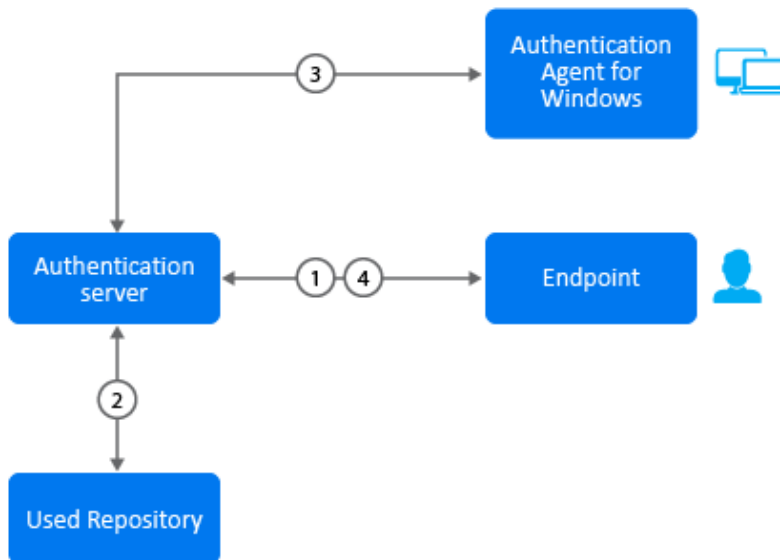 Authentication
Agent for
Windows
3
Authentication
server
1
4
Endpoint
2
Used Repository